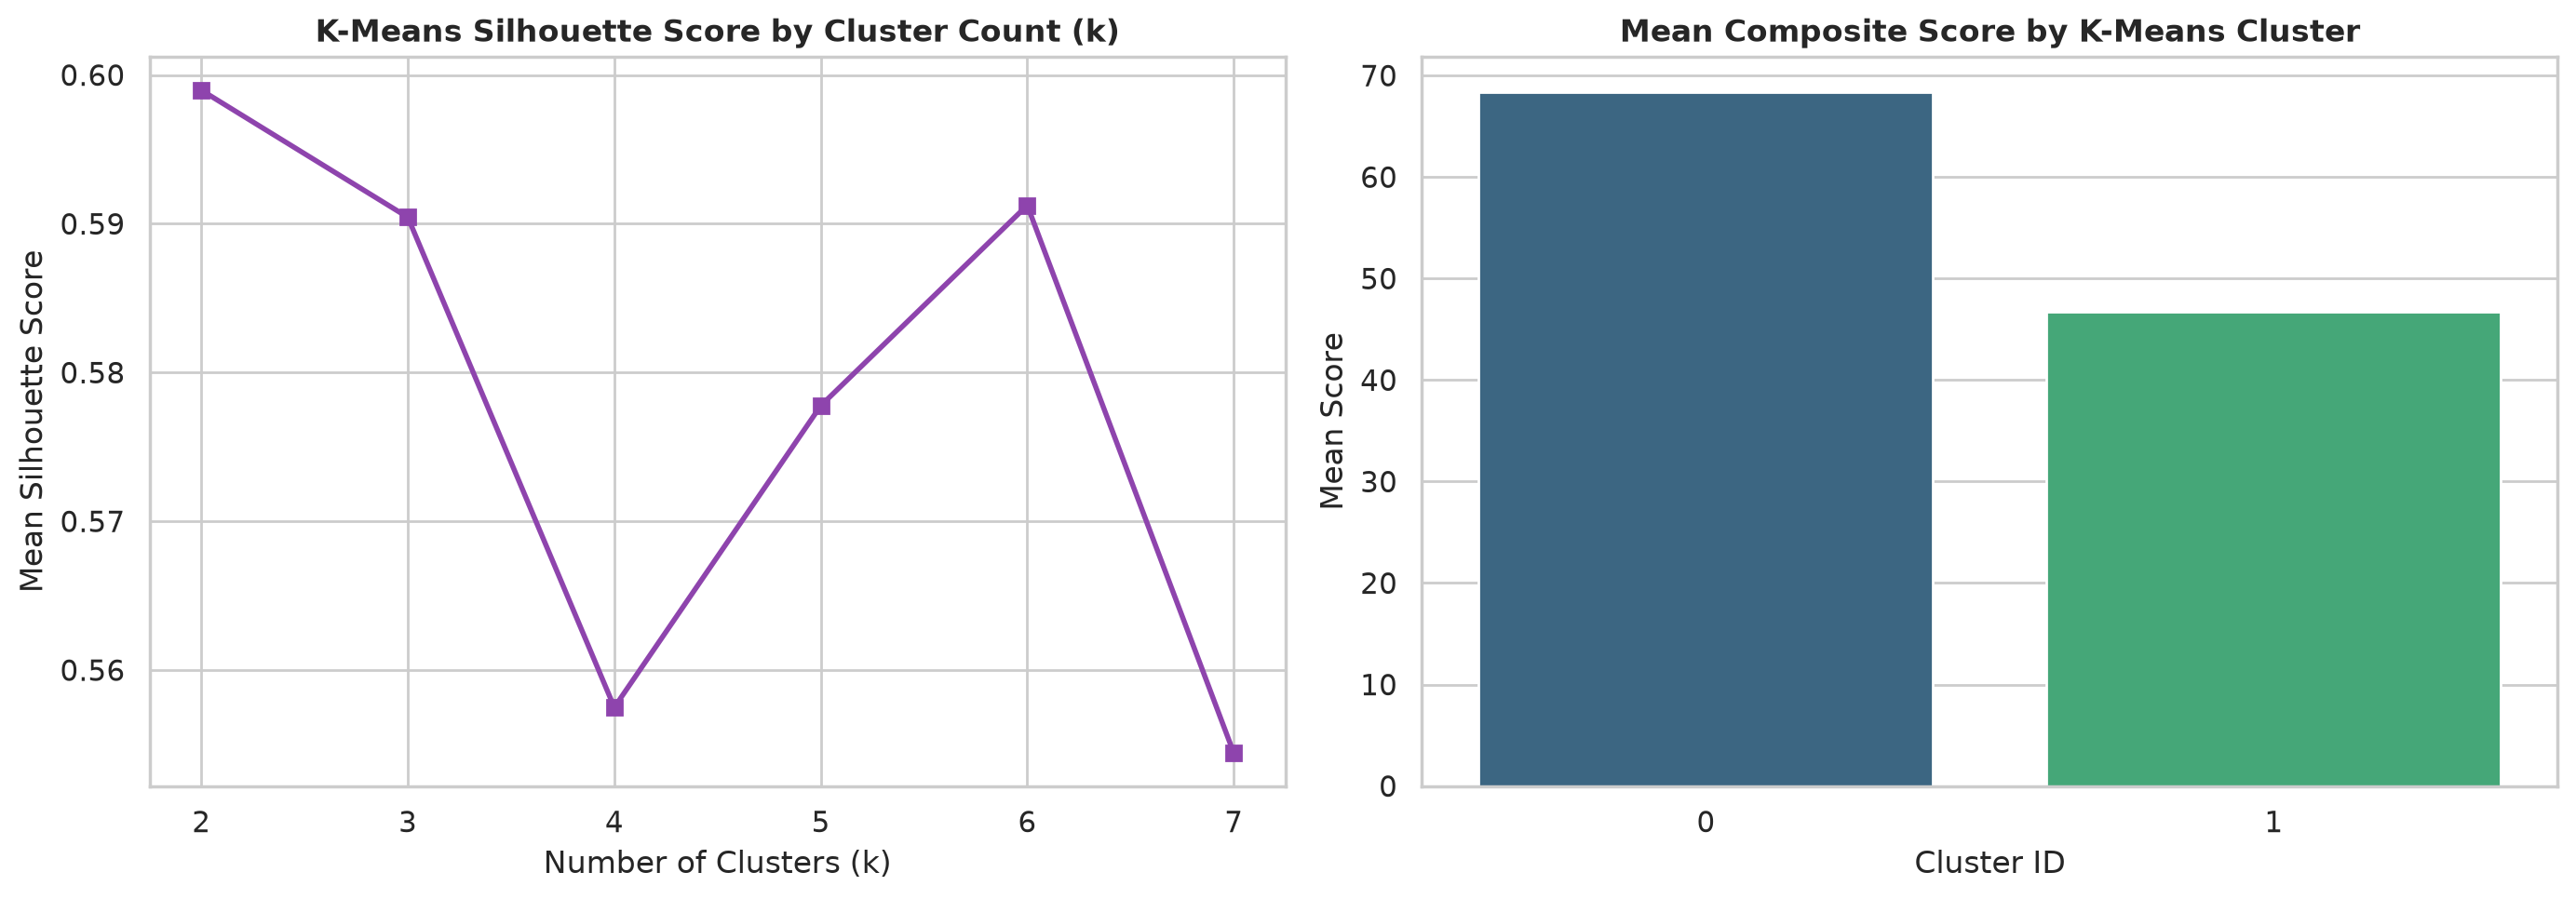 K-Means Silhouette Score by Cluster Count (k)
Mean Silhouette Score
0.60
0.59
0.58
0.57
0.56
2 3 4 5 6 7
Number of Clusters (k)
Mean Composite Score by K-Means Cluster
Mean Score
70
60
50
40
30
20
10
0
0 1
Cluster ID